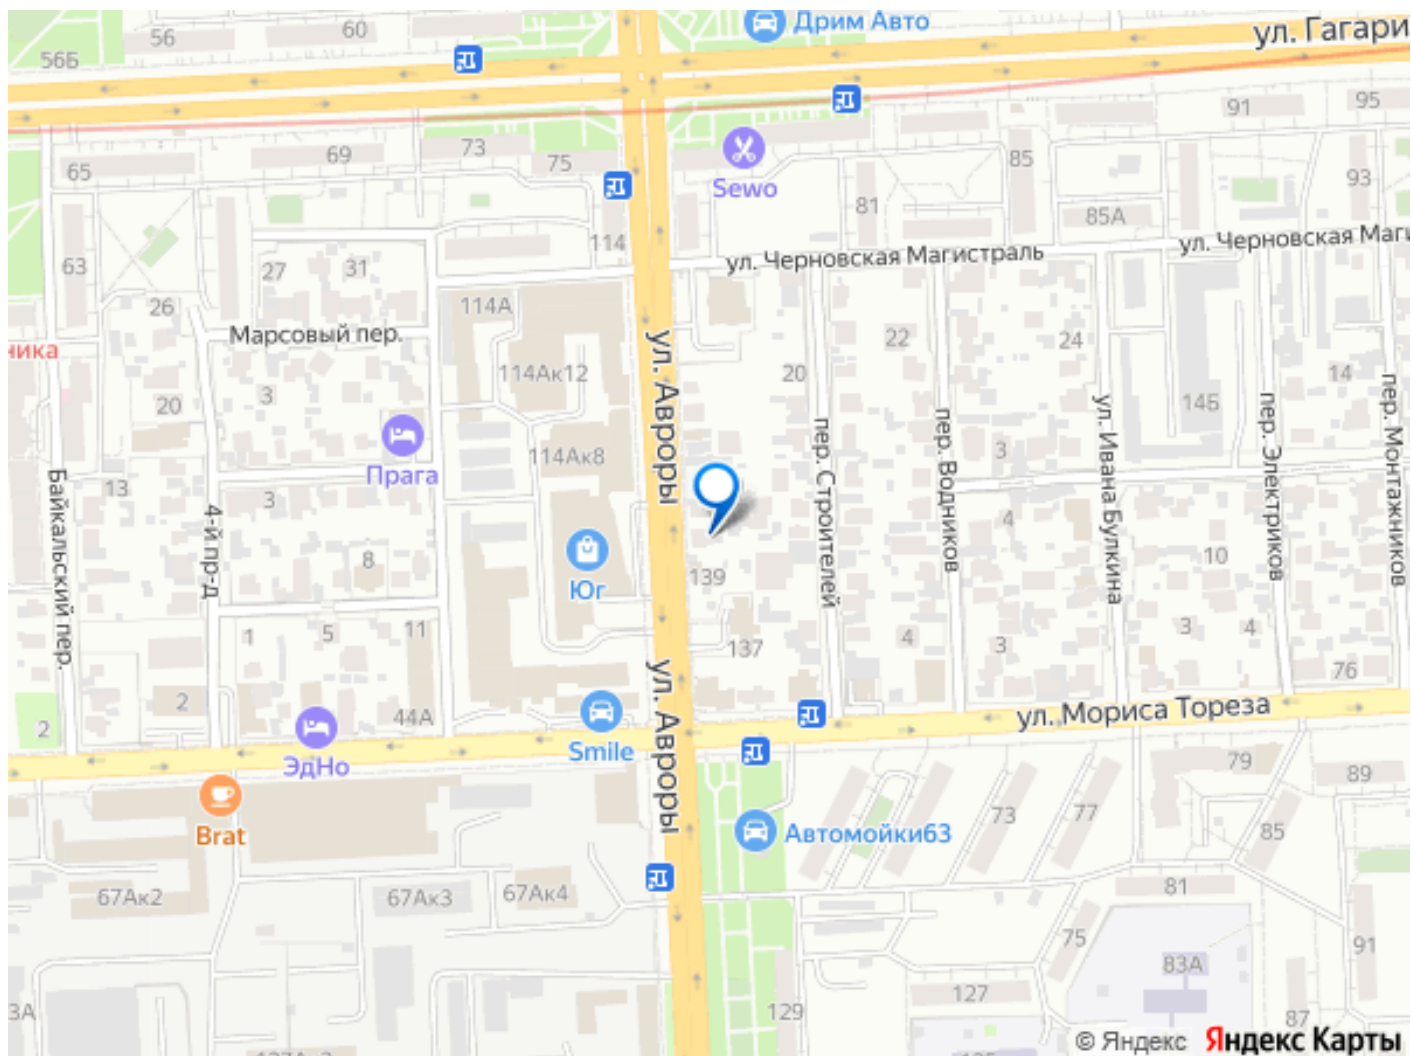 Дрим Авто
ул. Гагари
56
60
56Б
91
95
69
73
75
65
Sewo
85
93
81
85А
114
ул. Черновская Магистраль
ул. Черновская Маги
63
27
31
26
114А
Марсовый пер.
ника
22
24
114Ак12
20
14
3
20
14Б
Прага
114Ак8
3
13
3
ул. Авроры
пер. Строителей
пер. Водников
ул. Ивана Булкина
пер. Электриков
пер. Монтажников
Байкальский пер.
4-й пр-д
4
8
10
Юг
139
1
5
11
137
4
3
3
4
76
2
44А
2
ул. Мориса Тореза
ул. Авроры
Smile
ЭдНо
Brat
79
89
73
77
85
Автомойки63
67Ак2
67Ак3
67Ак4
81
75
91
83А
3А
129
127
87
© Яндекс Яндекс Карты